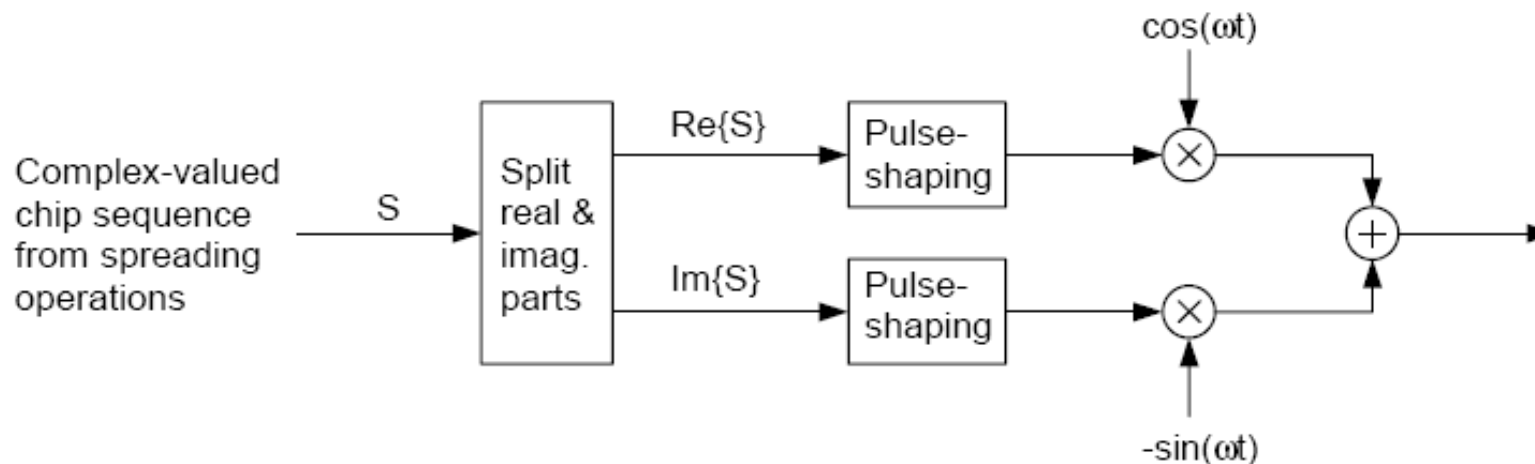 cos(ωt)
Complex-valued
chip sequence
from spreading
operations
S
Split
real &
imag.
parts
Re{S}
Im{S}
Pulse-
shaping
Pulse-
shaping
-sin(ωt)